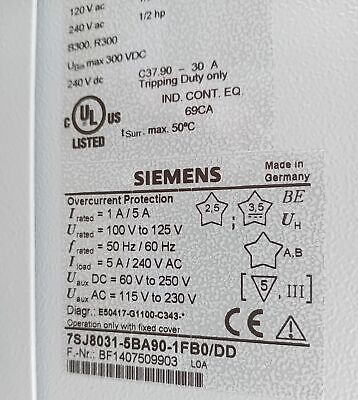 120 V ac
240 V ac 1/2 hp
B300, R300
UBin max 300 VDC
240 V dc C37.90 - 30 A
Tripping Duty only
C UL US
LISTED
IND. CONT. EQ.
69CA
tSurr. max. 50°C
SIEMENS
Made in
Germany
Overcurrent Protection
I rated = 1 A / 5 A
U rated = 100 V to 125 V
f rated = 50 Hz / 60 Hz
I load = 5 A / 240 V AC
U aux DC = 60 V to 250 V
U aux AC = 115 V to 230 V
2,5 ; 3,5 BE
UH
A,B
[ 5 , III]
Diagr.: E50417-G1100-C343-*
Operation only with fixed cover
CE
7SJ8031-5BA90-1FB0/DD
F.-Nr.: BF1407509903 L0A